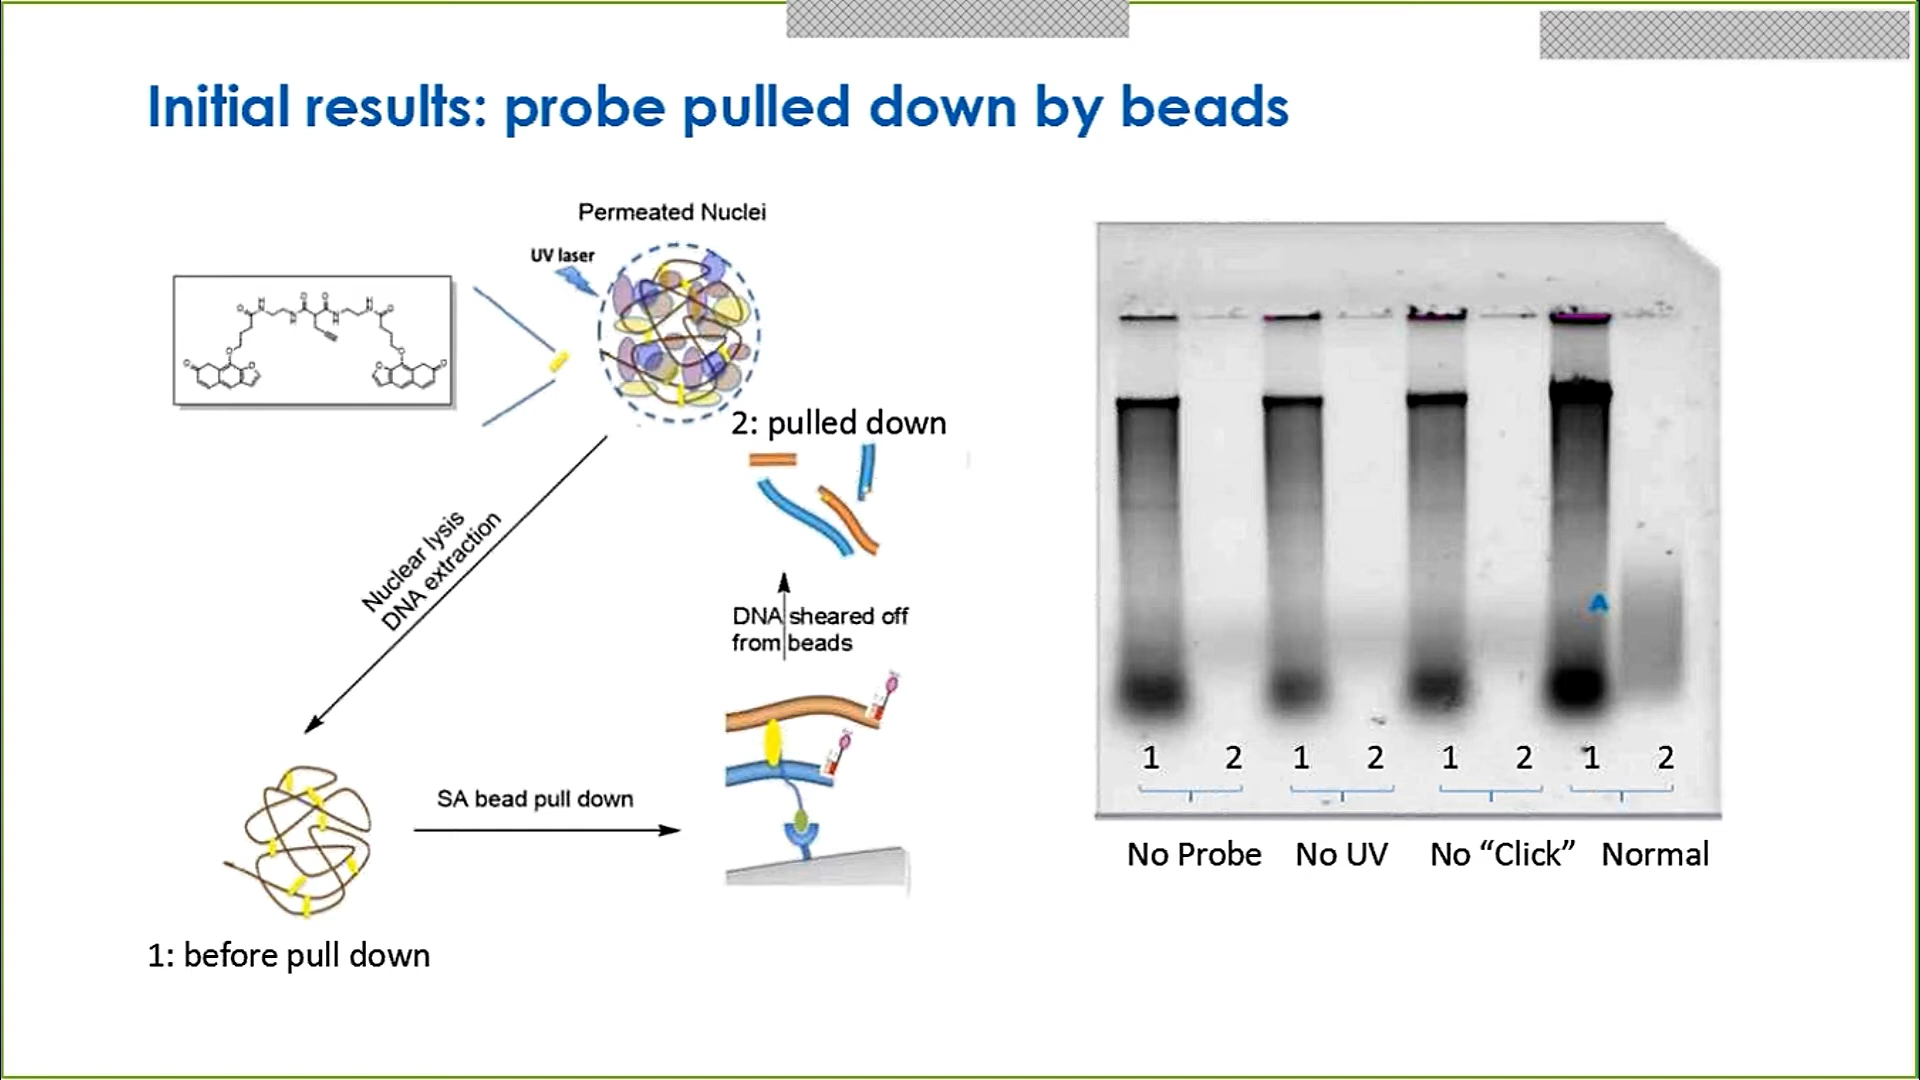 Initial results: probe pulled down by beads
Permeated Nuclei
UV laser
2: pulled down
Nuclear lysis
DNA extraction
DNA sheared off
from beads
SA bead pull down
1: before pull down
A
1 2 1 2 1 2 1 2
No Probe No UV No “Click” Normal